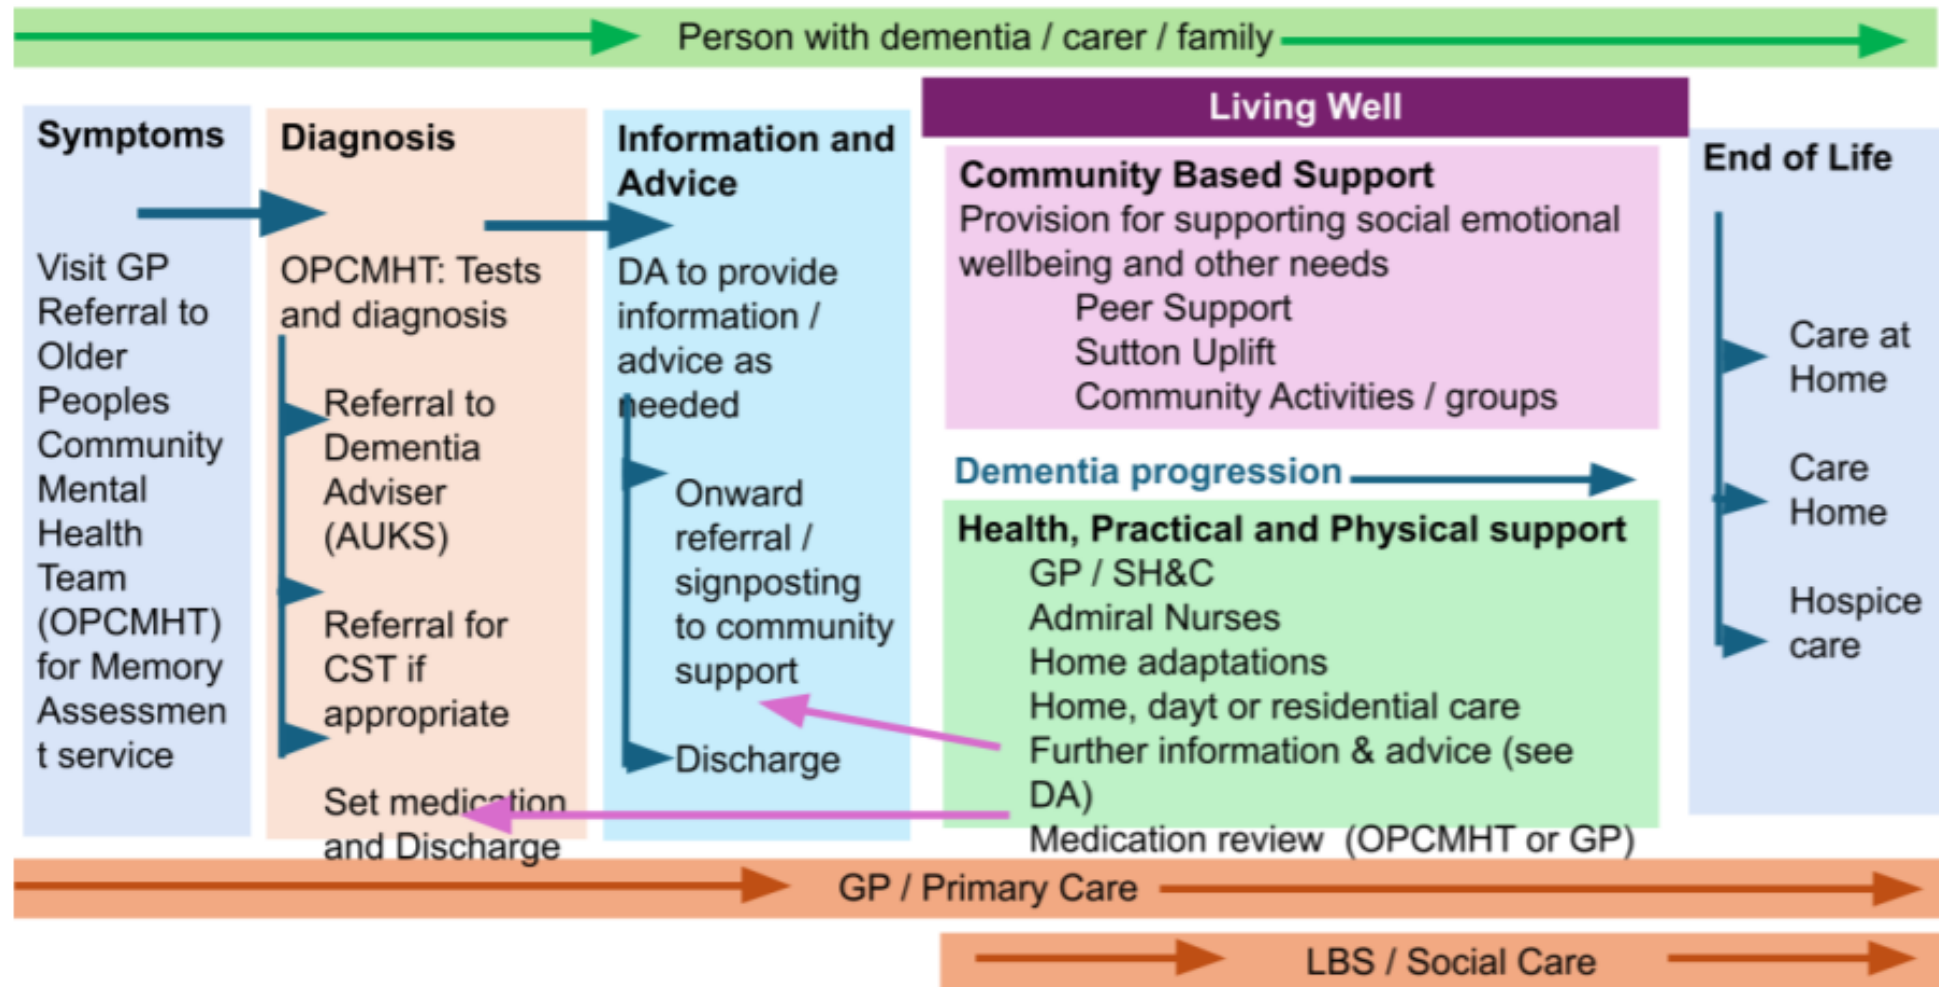 Person with dementia / carer / family
Symptoms
Visit GP
Referral to
Older
Peoples
Community
Mental
Health
Team
(OPCMHT)
for Memory
Assessmen
t service
Diagnosis
OPCMHT: Tests
and diagnosis
Referral to
Dementia
Adviser
(AUKS)
Referral for
CST if
appropriate
Set medication
and Discharge
Information and
Advice
DA to provide
information /
advice as
needed
Onward
referral /
signposting
to community
support
Discharge
Living Well
Community Based Support
Provision for supporting social emotional
wellbeing and other needs
Peer Support
Sutton Uplift
Community Activities / groups
Dementia progression
Health, Practical and Physical support
GP / SH&C
Admiral Nurses
Home adaptations
Home, dayt or residential care
Further information & advice (see
DA)
Medication review (OPCMHT or GP)
End of Life
Care at
Home
Care
Home
Hospice
care
GP / Primary Care
LBS / Social Care